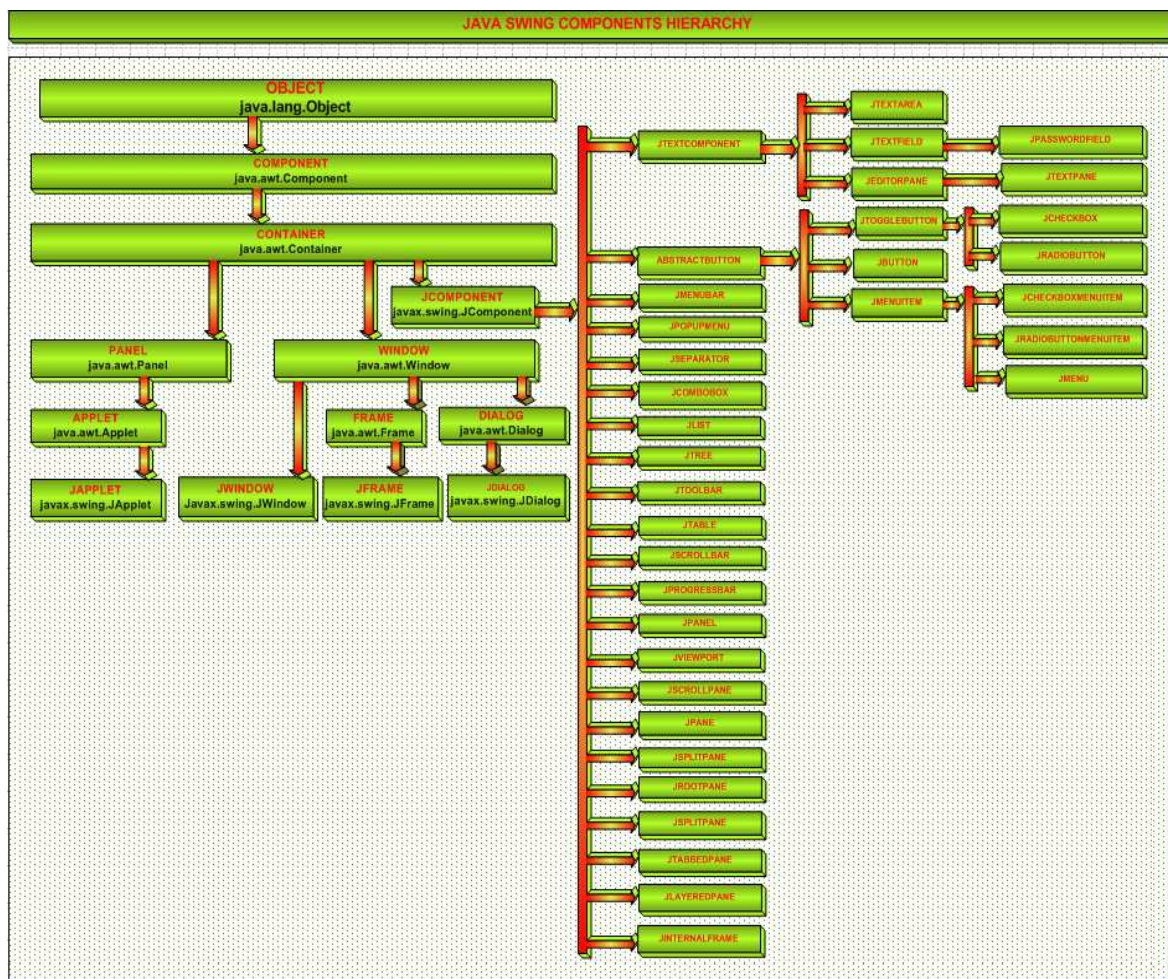 JAVA SWING COMPONENTS HIERARCHY
OBJECT
java.lang.Object
COMPONENT
java.awt.Component
CONTAINER
java.awt.Container
JCOMPONENT
javax.swing.JComponent
PANEL
java.awt.Panel
WINDOW
java.awt.Window
APPLET
java.awt.Applet
FRAME
java.awt.Frame
DIALOG
java.awt.Dialog
JAPPLET
javax.swing.JApplet
JWINDOW
Javax.swing.JWindow
JFRAME
javax.swing.JFrame
JDIALOG
javax.swing.JDialog
JTEXTCOMPONENT
ABSTRACTBUTTON
JMENUBAR
JPOPUPMENU
JSEPARATOR
JCOMBOBOX
JLIST
JTREE
JTOOLBAR
JTABLE
JSCROLLBAR
JPROGRESSBAR
JPANEL
JVIEWPORT
JSCROLLPANE
JPANE
JSPLITPANE
JROOTPANE
JSPLITPANE
JTABBEDPANE
JLAYEREDPANE
JINTERNALFRAME
JTEXTAREA
JTEXTFIELD
JPASSWORDFIELD
JEDITORPANE
JTEXTPANE
JTOGGLEBUTTON
JCHECKBOX
JRADIOBUTTON
JBUTTON
JMENUITEM
JCHECKBOXMENUITEM
JRADIOBUTTONMENUITEM
JMENU